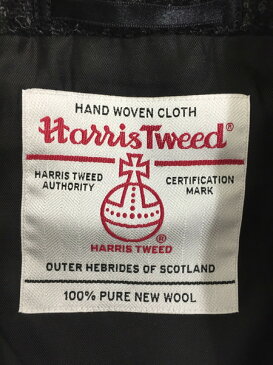 HAND WOVEN CLOTH
Harris Tweed®
HARRIS TWEED
AUTHORITY
CERTIFICATION
MARK
®
HARRIS TWEED
OUTER HEBRIDES OF SCOTLAND
100% PURE NEW WOOL